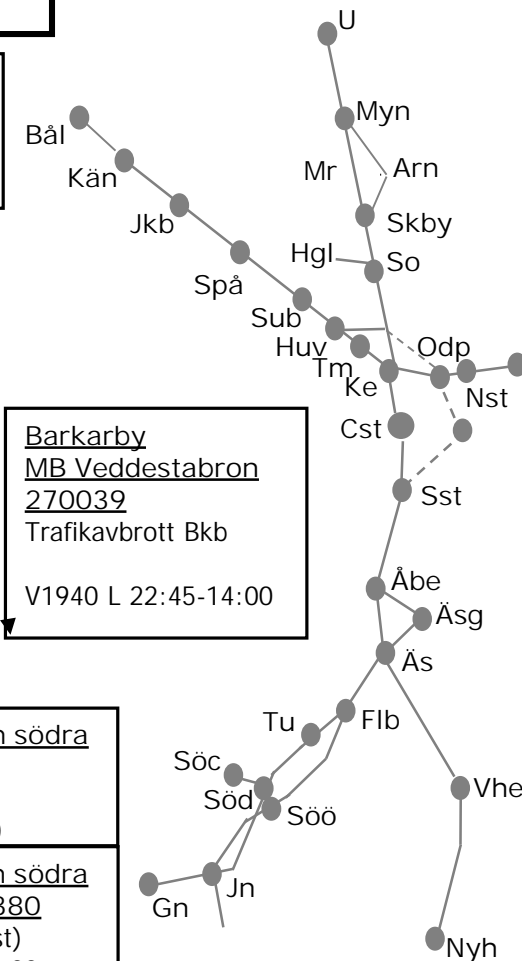 U
Myn
Bål
Mr
Arn
Kän
Jkb
Skby
Hgl
So
Spå
Sub
Huv
Odp
Tm
Ke
Nst
Cst
Barkarby
MB Veddestabron
270039
Trafikavbrott Bkb
V1940 L 22:45-14:00
Sst
Åbe
Äsg
Äs
n södra
Tu
Flb
Söc
Söd
Söö
Vhe
)
n södra
380
st)
Jn
Gn
Nyh